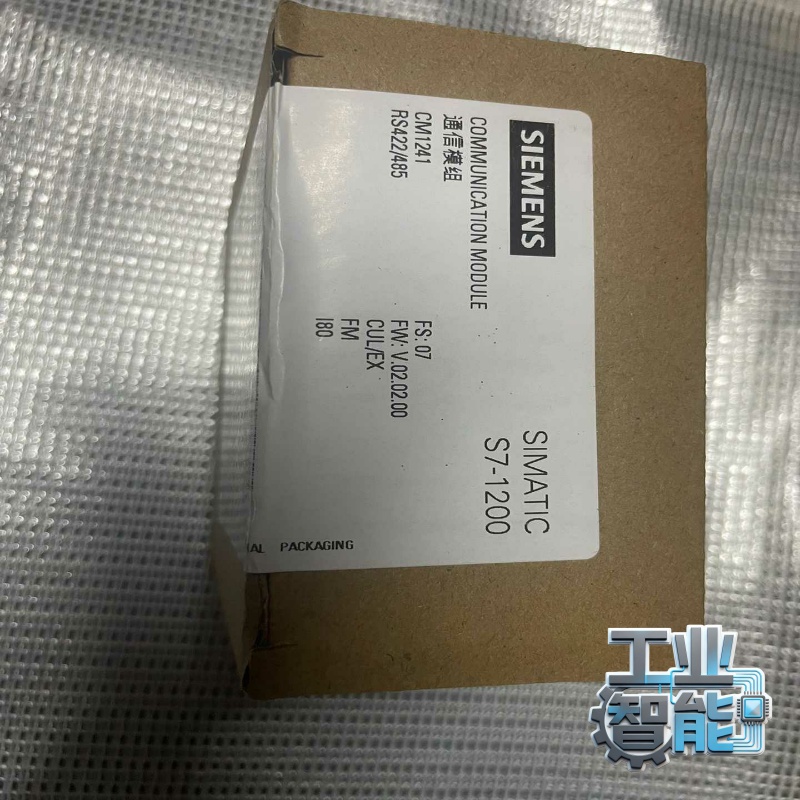 SIEMENS
SIMATIC
S7-1200
COMMUNICATION MODULE
通信模组
CM1241
RS422/485
FS: 07
FW: V.02.02.00
CUL/EX
FM
I80
PACKAGING
工业
智能